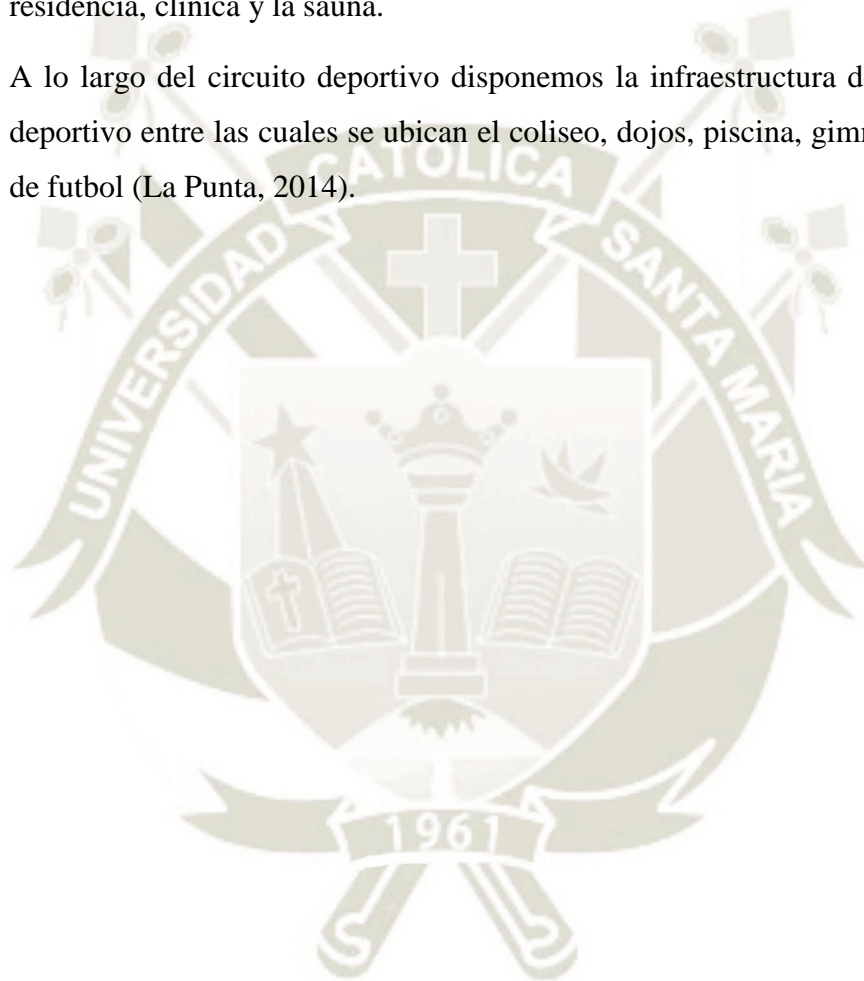 residencia, clínica y la sauna.
A lo largo del circuito deportivo disponemos la infraestructura
deportivo entre las cuales se ubican el coliseo, dojos, piscina,
de futbol (La Punta, 2014).
UNIVERSIDAD CATOLICA SANTA MARIA
1961